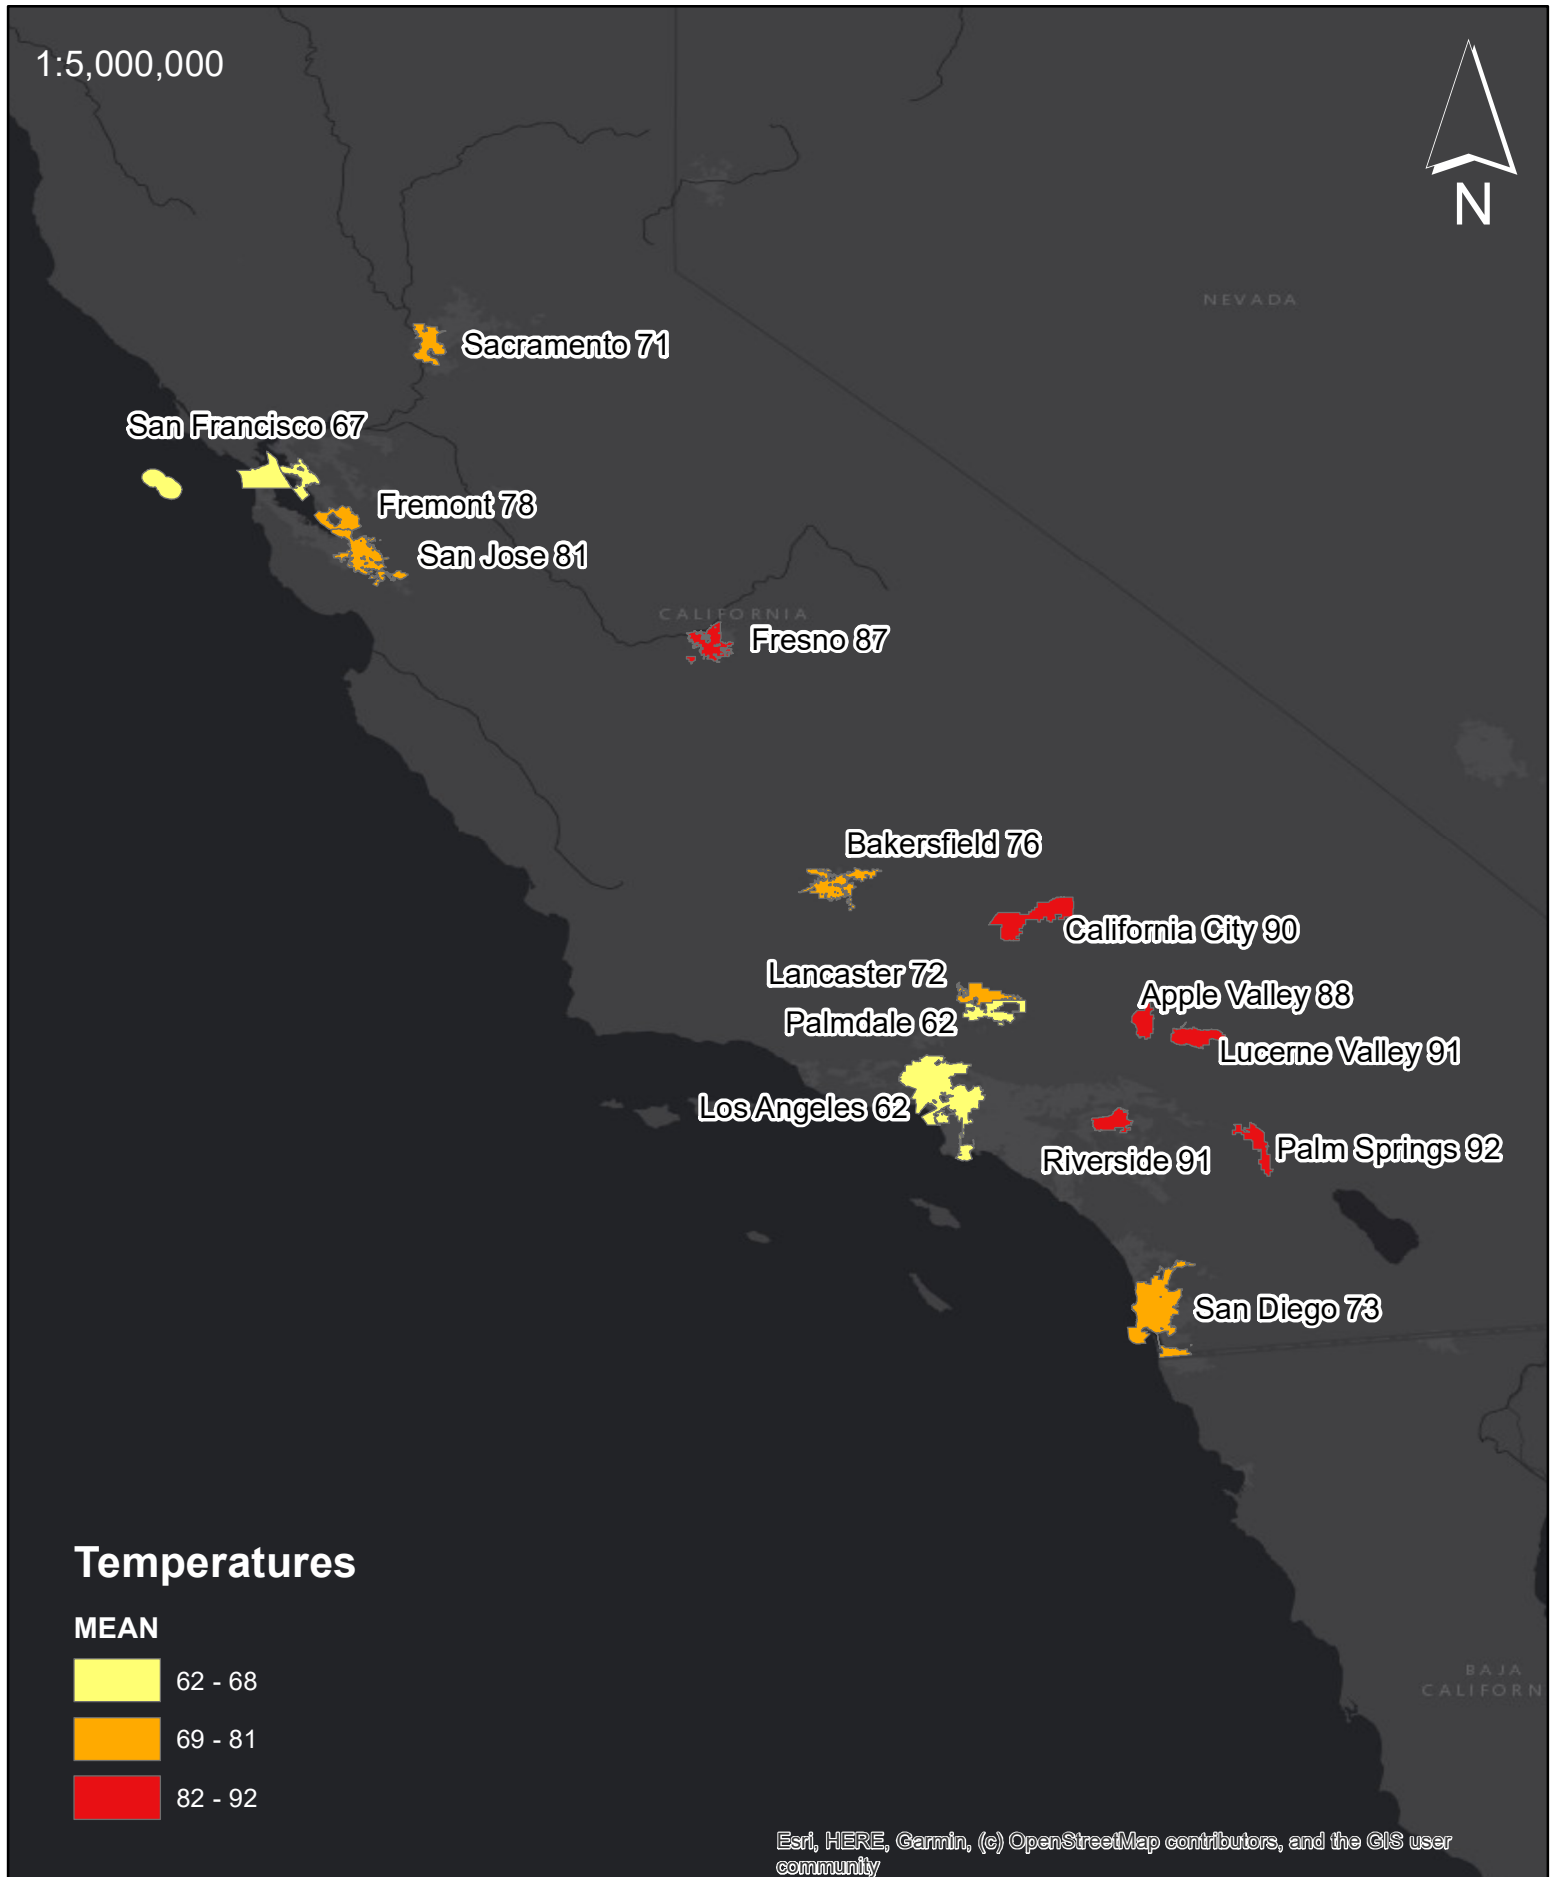 1:5,000,000
N
NEVADA
Sacramento 71
San Francisco 67
Fremont 78
San Jose 81
CALIFORNIA
Fresno 87
Bakersfield 76
California City 90
Lancaster 72
Apple Valley 88
Palmdale 62
Lucerne Valley 91
Los Angeles 62
Riverside 91
Palm Springs 92
San Diego 73
Temperatures
MEAN
62 - 68
69 - 81
82 - 92
BAJA
CALIFORN
Esri, HERE, Garmin, (c) OpenStreetMap contributors, and the GIS user
community